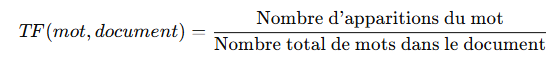 TF(mot, document) = Nombre d'apparitions du mot / Nombre total de mots dans le document